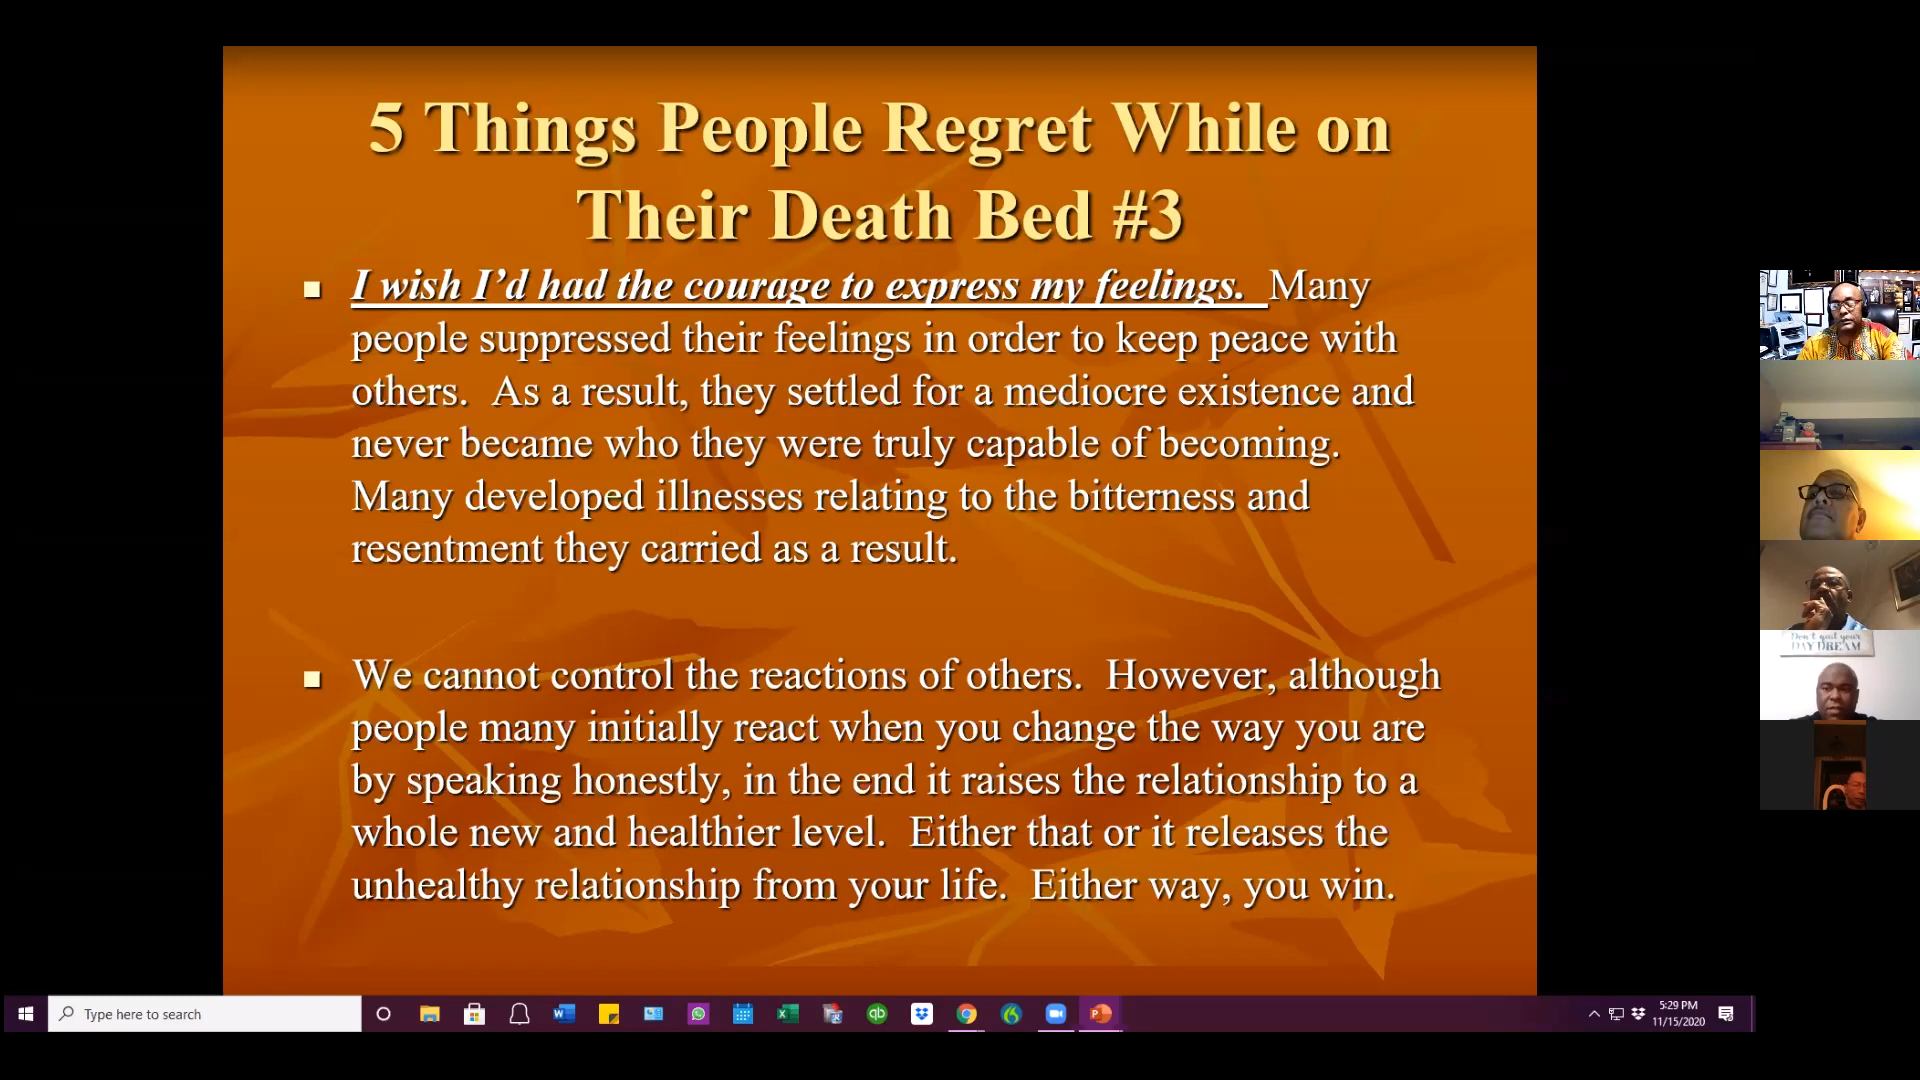 5 Things People Regret While on
Their Death Bed #3
I wish I’d had the courage to express my feelings. Many
people suppressed their feelings in order to keep peace with
others. As a result, they settled for a mediocre existence and
never became who they were truly capable of becoming.
Many developed illnesses relating to the bitterness and
resentment they carried as a result.
We cannot control the reactions of others. However, although
people many initially react when you change the way you are
by speaking honestly, in the end it raises the relationship to a
whole new and healthier level. Either that or it releases the
unhealthy relationship from your life. Either way, you win.
Don't quit your
DAY DREAM
Type here to search
5:29 PM
11/15/2020